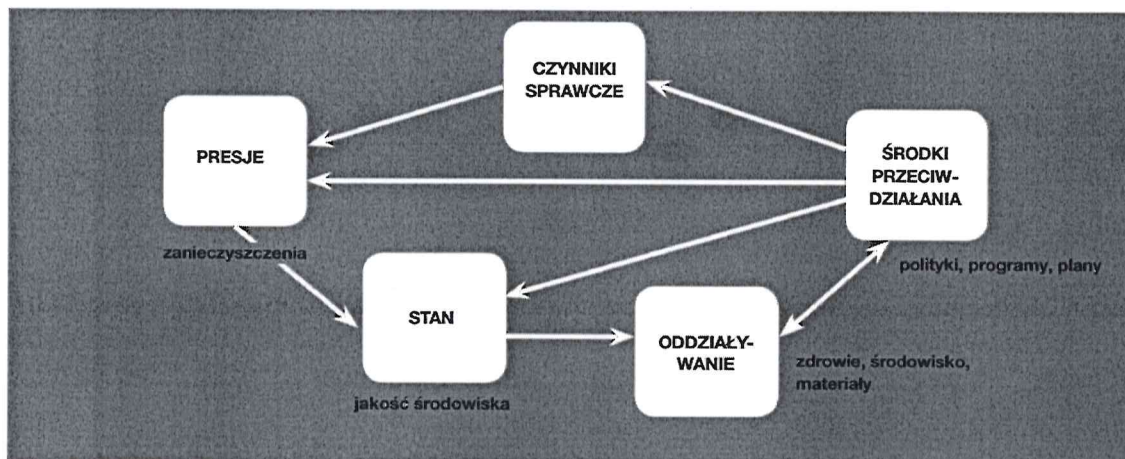 CZYNNIKI
SPRAWCZE
PRESJE
ŚRODKI
PRZECIW-
DZIAŁANIA
zanieczyszczenia
polityki, programy, plany
STAN
ODDZIAŁY-
WANIE
zdrowie, środowisko,
materiały
jakość środowiska